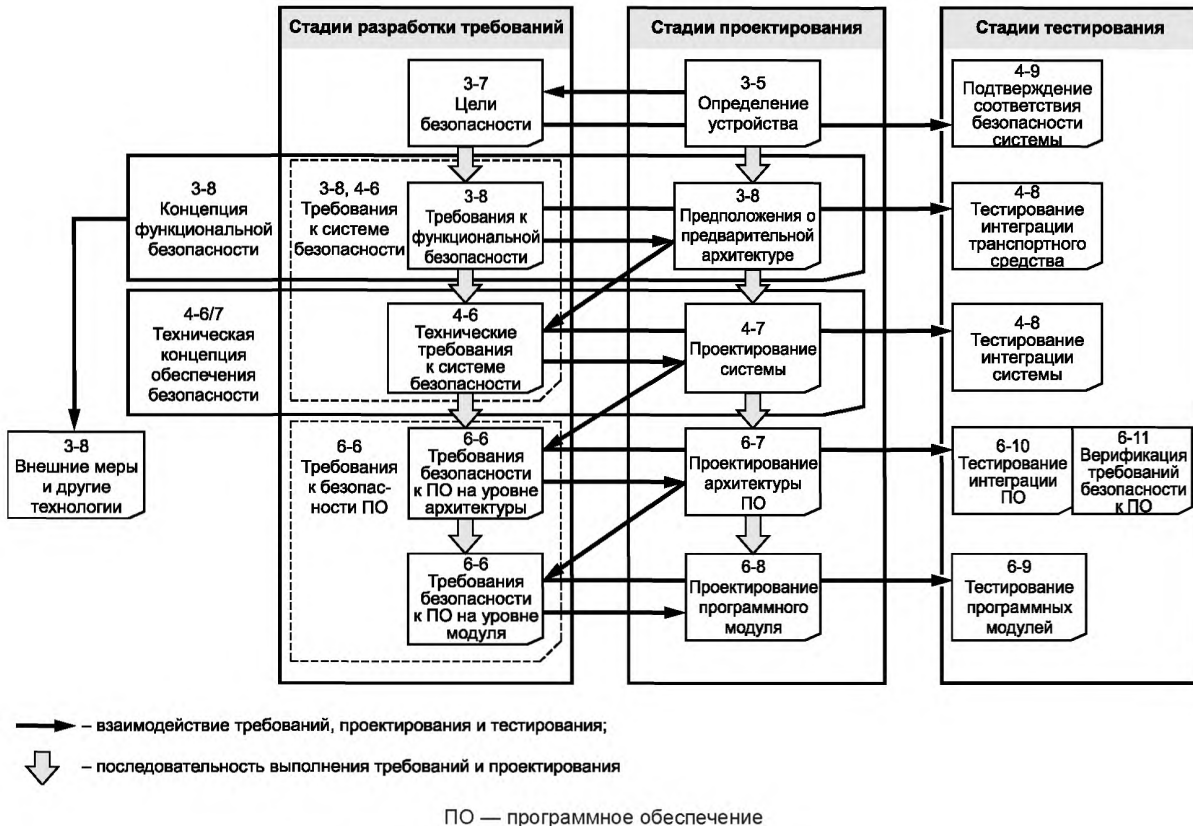 Стадии разработки требований
Стадии проектирования
Стадии тестирования
3-7
Цели
безопасности
3-5
Определение
устройства
4-9
Подтверждение
соответствия
безопасности
системы
3-8
Концепция
функциональной
безопасности
3-8, 4-6
Требования
к системе
безопасности
3-8
Требования к
функциональной
безопасности
3-8
Предположения о
предварительной
архитектуре
4-8
Тестирование
интеграции
транспортного
средства
4-6/7
Техническая
концепция
обеспечения
безопасности
4-6
Технические
требования
к системе
безопасности
4-7
Проектирование
системы
4-8
Тестирование
интеграции
системы
3-8
Внешние меры
и другие
технологии
6-6
Требования
к безопас-
ности ПО
6-6
Требования
безопасности
к ПО на уровне
архитектуры
6-7
Проектирование
архитектуры
ПО
6-10
Тестирование
интеграции
ПО
6-11
Верификация
требований
безопасности
к ПО
6-6
Требования
безопасности
к ПО на уровне
модуля
6-8
Проектирование
программного
модуля
6-9
Тестирование
программных
модулей
– взаимодействие требований, проектирования и тестирования;
– последовательность выполнения требований и проектирования
ПО — программное обеспечение